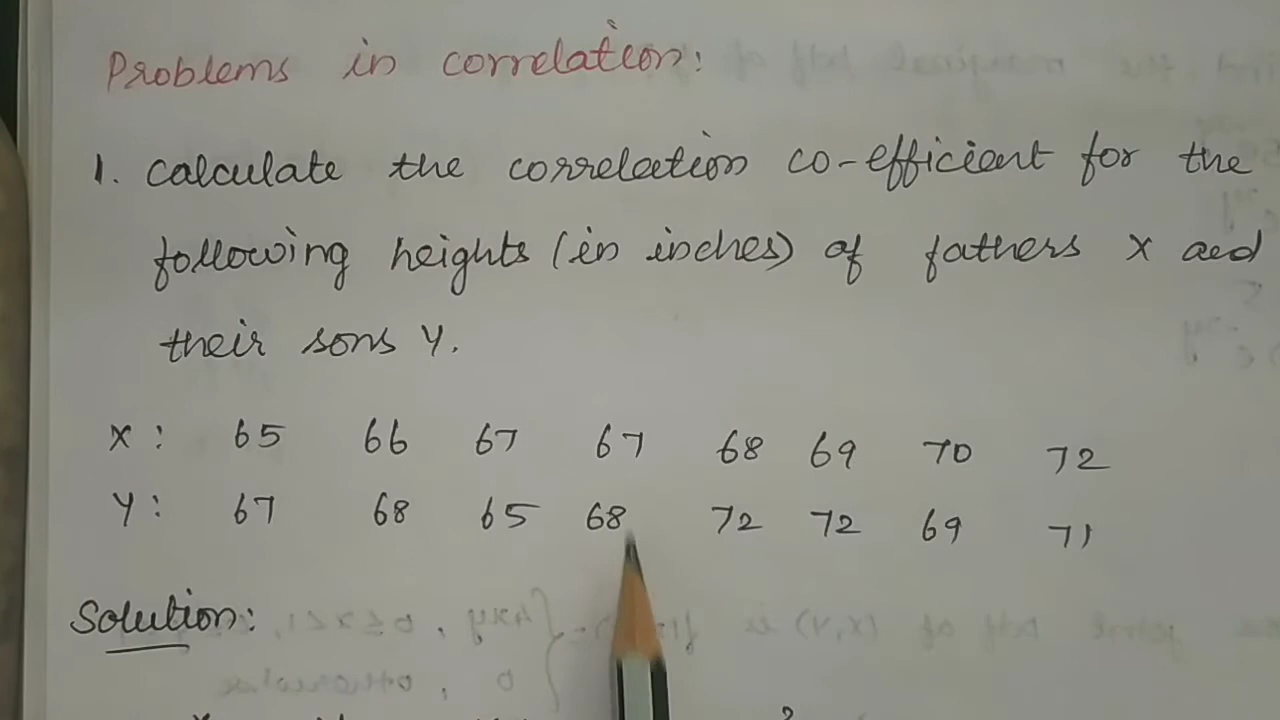 Problems in correlation:
1. Calculate the correlation co-efficient for the
following heights (in inches) of fathers X and
their sons Y.
X : 65 66 67 67 68 69 70 72
Y : 67 68 65 68 72 72 69 71
Solution: